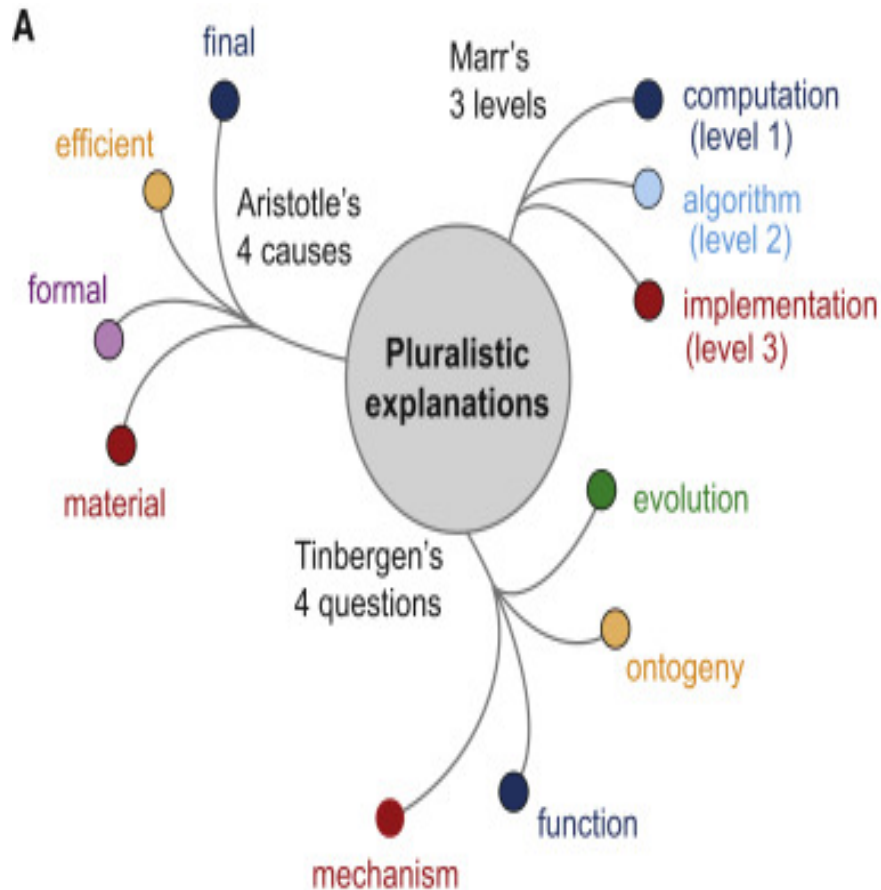 A
final
efficient
Aristotle's
4 causes
formal
material
Marr's
3 levels
computation
(level 1)
algorithm
(level 2)
implementation
(level 3)
Pluralistic
explanations
Tinbergen's
4 questions
evolution
ontogeny
function
mechanism